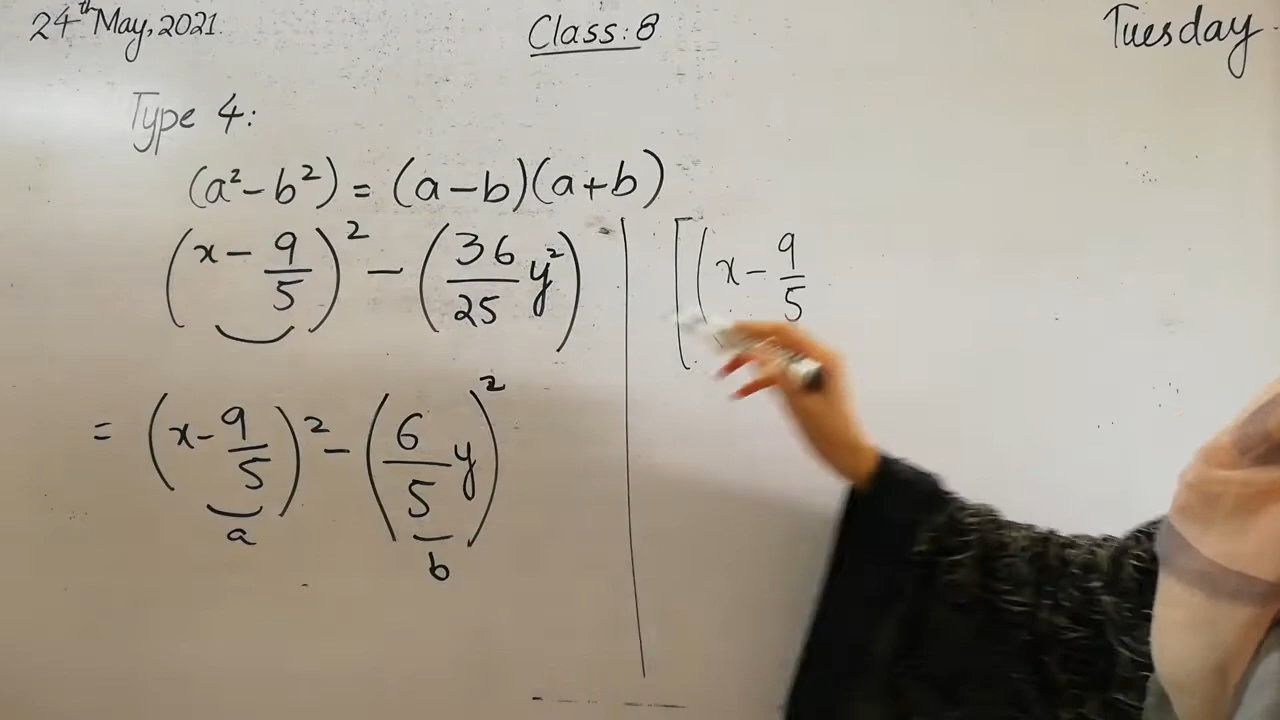 24th May, 2021. Class: 8 Tuesday
Type 4:
(a² - b²) = (a - b)(a + b)
(x - 9/5)² - (36/25 y²)
= (x - 9/5)² - (6/5 y)²
a b
[(x - 9/5